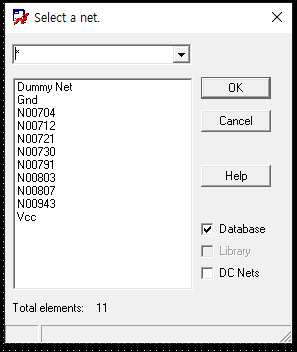 Select a net.
*
Dummy Net
Gnd
N00704
N00712
N00721
N00730
N00791
N00803
N00807
N00943
Vcc
OK
Cancel
Help
Database
Library
DC Nets
Total elements: 11